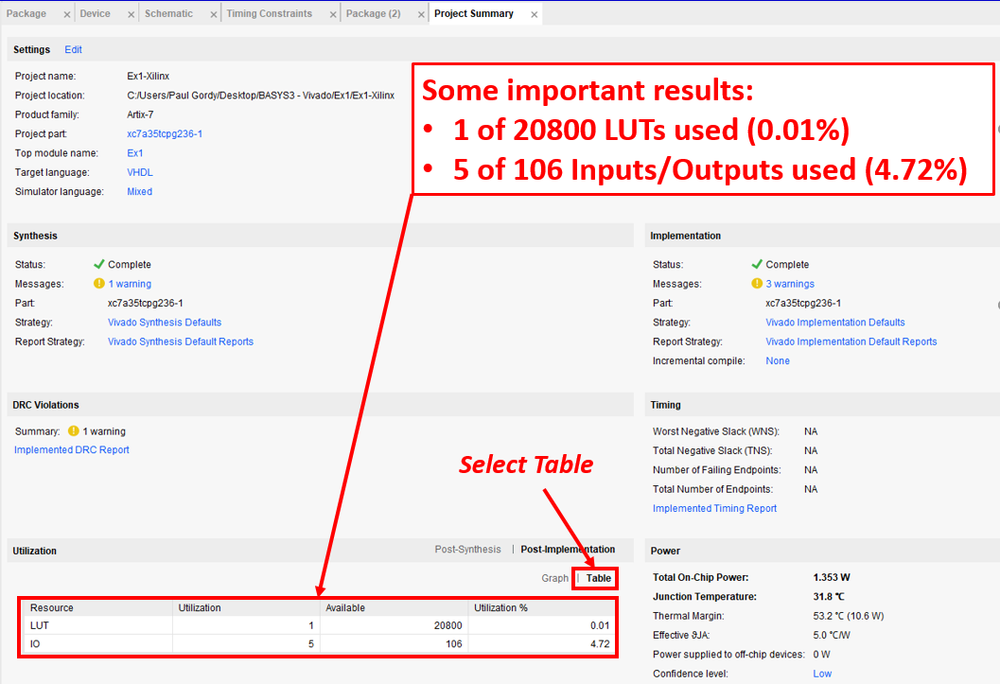 Package × Device × Schematic × Timing Constraints × Package (2) × Project Summary ×
Settings Edit
Project name: Ex1-Xilinx
Project location: C:/Users/Paul Gordy/Desktop/BASYS3 - Vivado/Ex1/Ex1-Xilinx
Product family: Artix-7
Project part: xc7a35tcpg236-1
Top module name: Ex1
Target language: VHDL
Simulator language: Mixed
Some important results:
• 1 of 20800 LUTs used (0.01%)
• 5 of 106 Inputs/Outputs used (4.72%)
Synthesis
Status: Complete
Messages: 1 warning
Part: xc7a35tcpg236-1
Strategy: Vivado Synthesis Defaults
Report Strategy: Vivado Synthesis Default Reports
Implementation
Status: Complete
Messages: 3 warnings
Part: xc7a35tcpg236-1
Strategy: Vivado Implementation Defaults
Report Strategy: Vivado Implementation Default Reports
Incremental compile: None
DRC Violations
Summary: 1 warning
Implemented DRC Report
Timing
Worst Negative Slack (WNS): NA
Total Negative Slack (TNS): NA
Number of Failing Endpoints: NA
Total Number of Endpoints: NA
Implemented Timing Report
Select Table
Utilization Post-Synthesis | Post-Implementation
Graph | Table
Resource Utilization Available Utilization %
LUT 1 20800 0.01
IO 5 106 4.72
Power
Total On-Chip Power: 1.353 W
Junction Temperature: 31.8 °C
Thermal Margin: 53.2 °C (10.6 W)
Effective ϑJA: 5.0 °C/W
Power supplied to off-chip devices: 0 W
Confidence level: Low